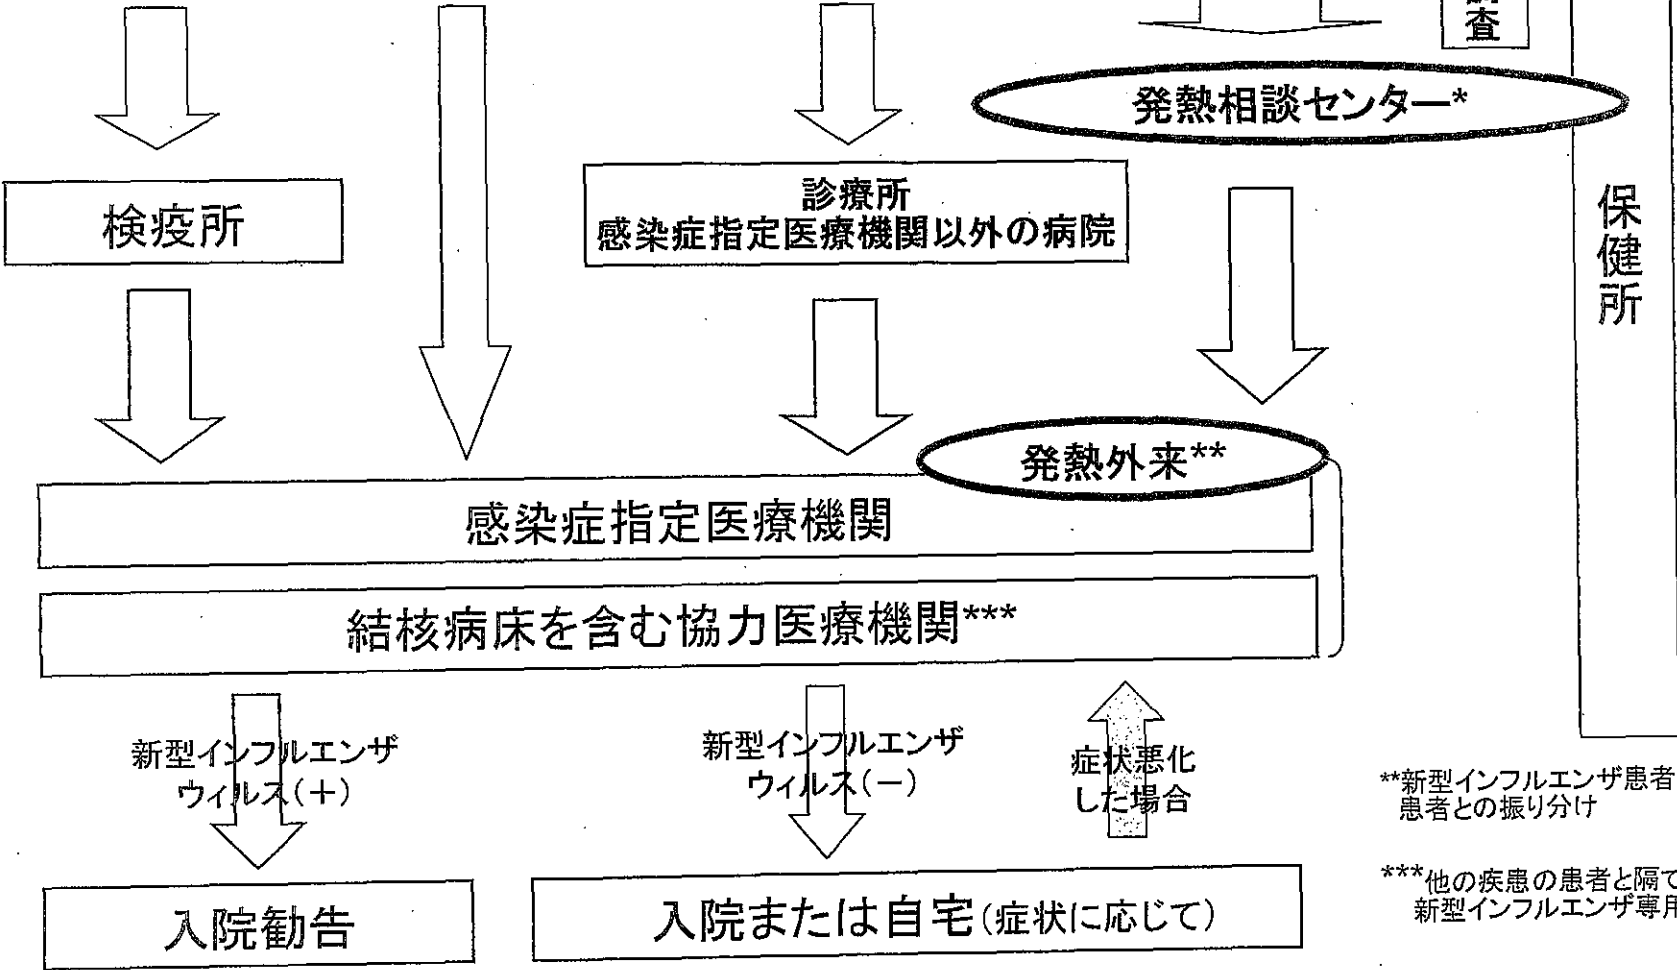 査
発熱相談センター*
検疫所
診療所
感染症指定医療機関以外の病院
保健所
発熱外来**
感染症指定医療機関
結核病床を含む協力医療機関***
新型インフルエンザ
ウィルス(＋)
新型インフルエンザ
ウィルス(－)
症状悪化
した場合
**新型インフルエンザ患者
患者との振り分け
***他の疾患の患者と隔て
新型インフルエンザ専用
入院勧告
入院または自宅(症状に応じて)